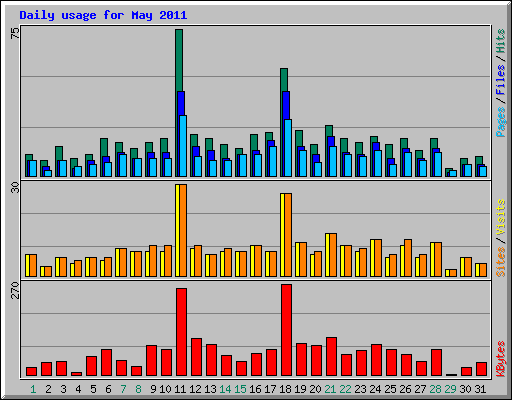 Daily usage for May 2011
75
Pages / Files / Hits
30
Sites / Visits
270
KBytes
1 2 3 4 5 6 7 8 9 10 11 12 13 14 15 16 17 18 19 20 21 22 23 24 25 26 27 28 29 30 31